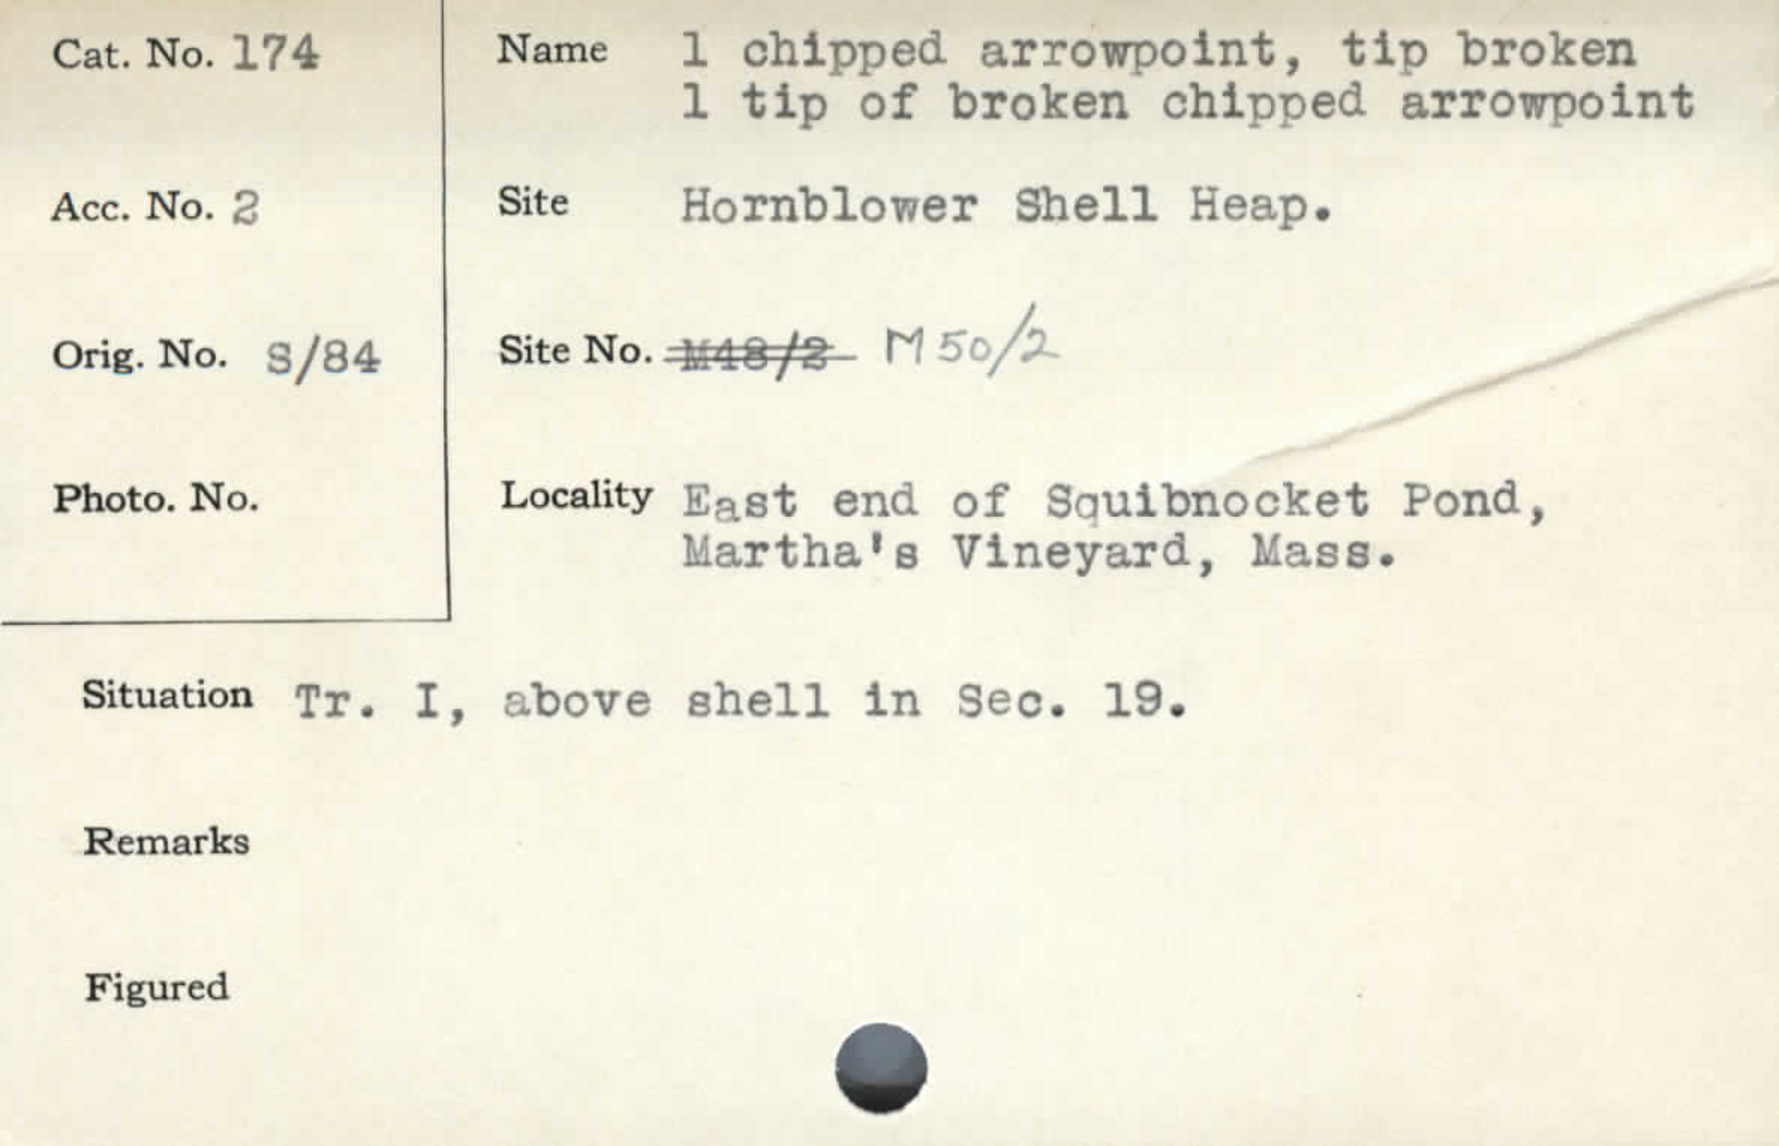 Cat. No. 174
Name 1 chipped arrowpoint, tip broken
1 tip of broken chipped arrowpoint
Acc. No. 2
Site Hornblower Shell Heap.
Orig. No. S/84
Site No. M48/2 M50/2
Photo. No.
Locality East end of Squibnocket Pond,
Martha's Vineyard, Mass.
Situation Tr. I, above shell in Sec. 19.
Remarks
Figured